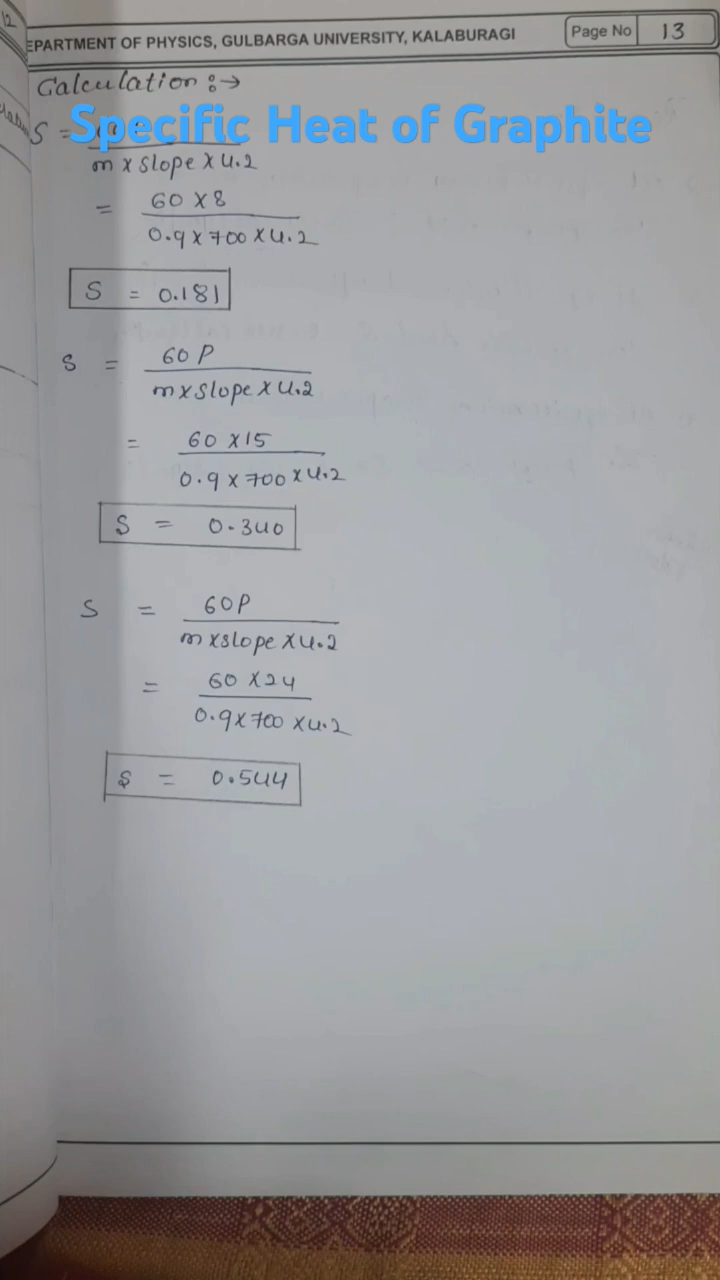 12
EPARTMENT OF PHYSICS, GULBARGA UNIVERSITY, KALABURAGI
Page No 13
Calculation :→
Specific Heat of Graphite
S =
m x slope x 4.2
= 60 x 8
0.9 x 700 x 4.2
S = 0.181
S = 60 P
m x slope x 4.2
= 60 x 15
0.9 x 700 x 4.2
S = 0.340
S = 60P
m x slope x 4.2
= 60 x 24
0.9 x 700 x 4.2
S = 0.544